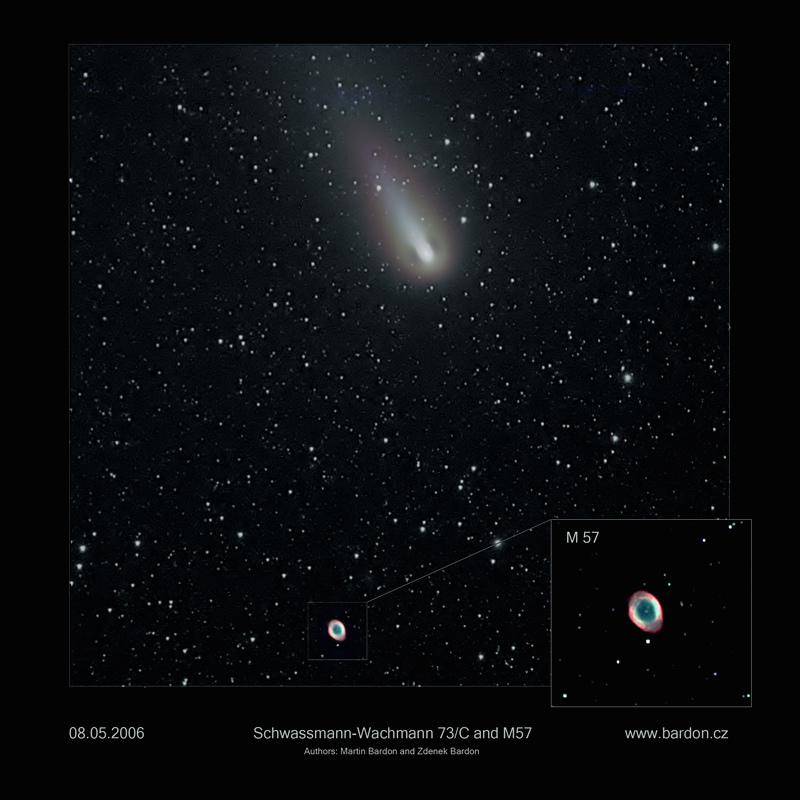 M 57
08.05.2006
Schwassmann-Wachmann 73/C and M57
www.bardon.cz
Authors: Martin Bardon and Zdenek Bardon